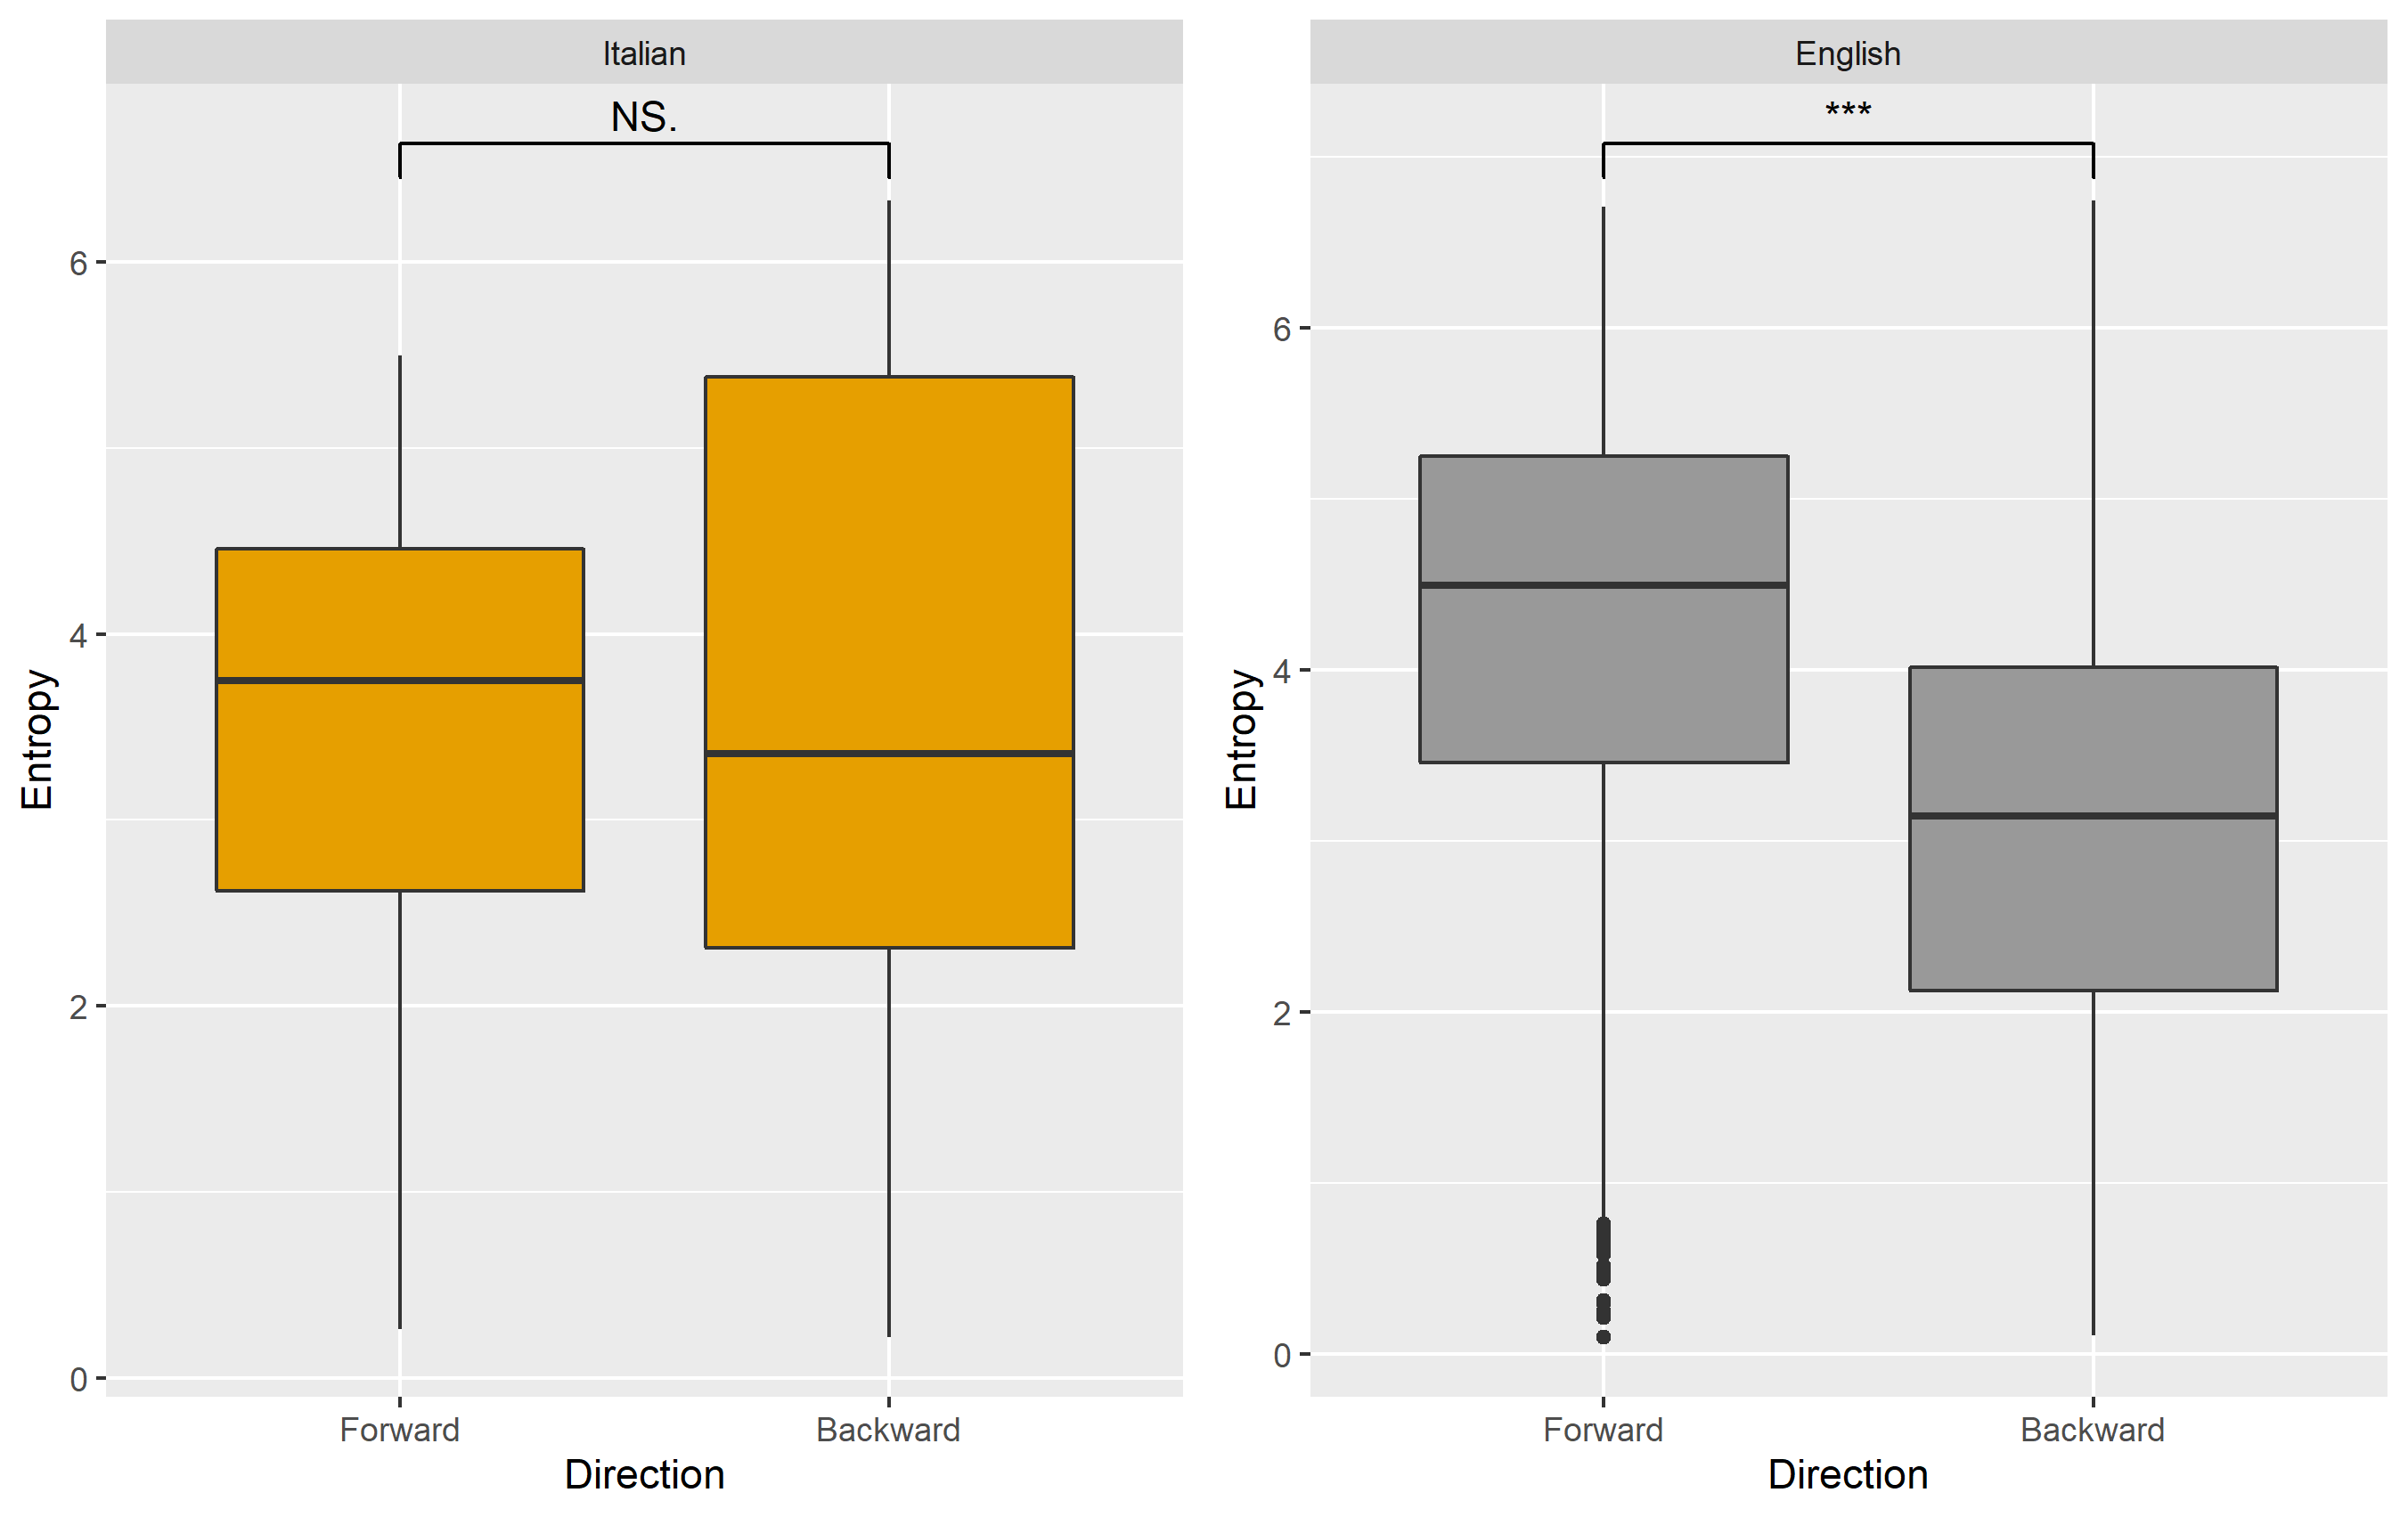 Italian
NS.
6
4
2
0
Entropy
Forward Backward
Direction
English
***
6
4
2
0
Entropy
Forward Backward
Direction